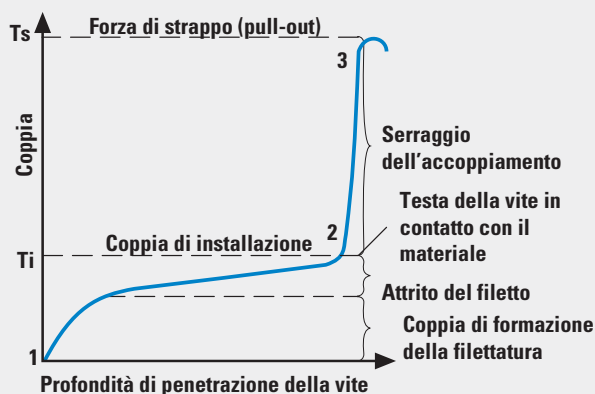 Ts
Forza di strappo (pull-out)
3
Coppia
Serraggio
dell'accoppiamento
2
Coppia di installazione
Testa della vite in
contatto con il
materiale
Ti
Attrito del filetto
Coppia di formazione
della filettatura
1
Profondità di penetrazione della vite